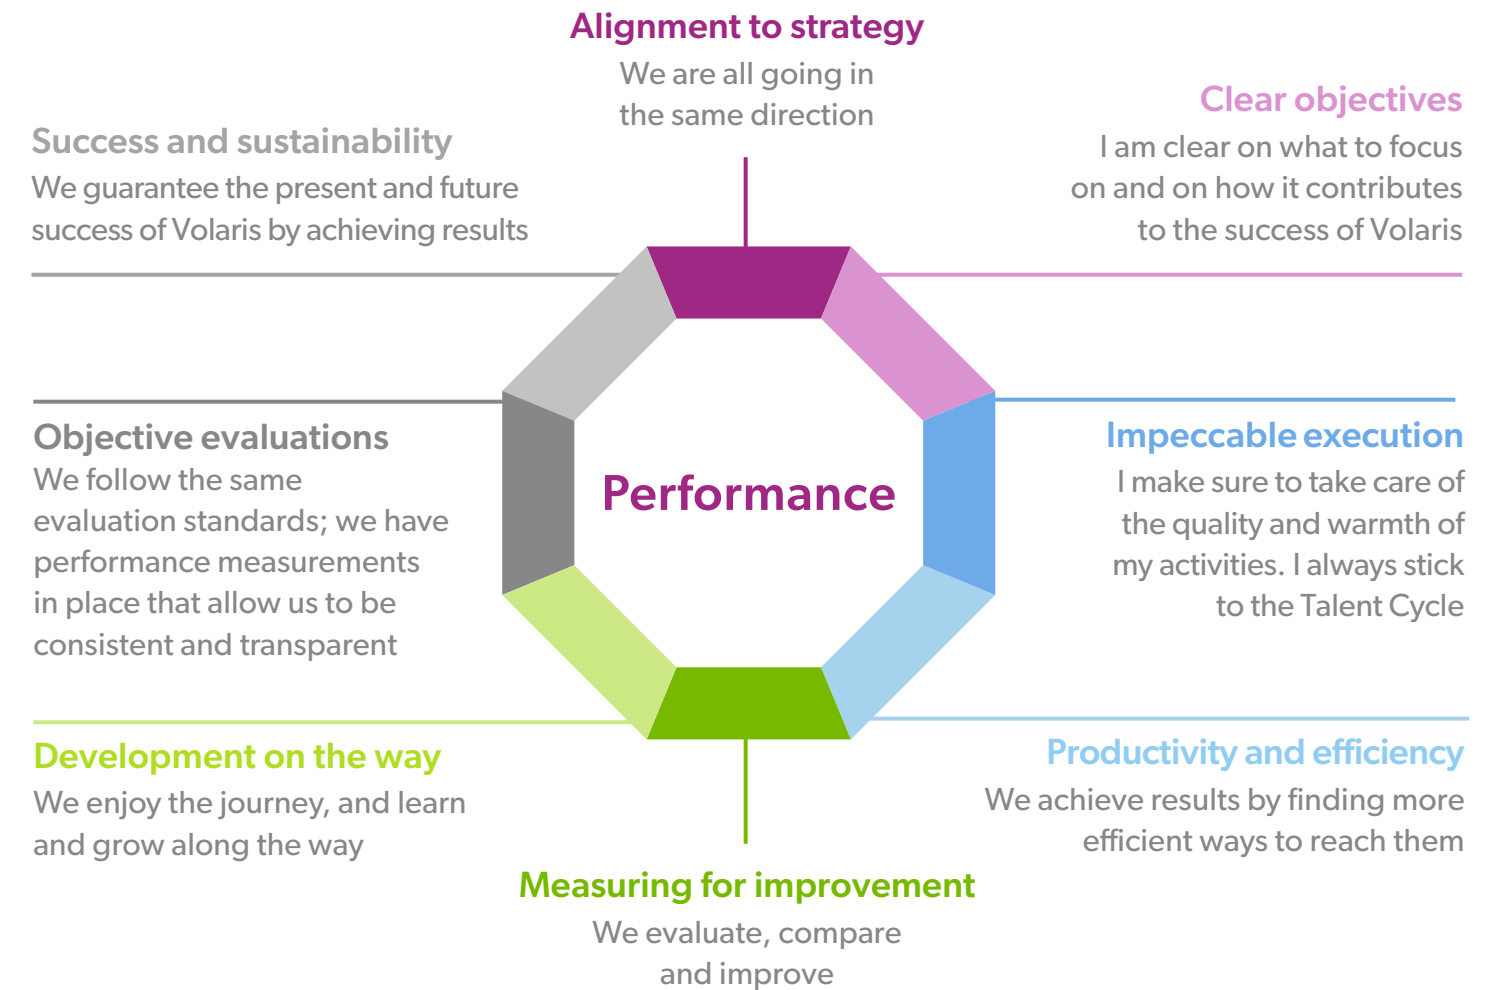 Alignment to strategy
We are all going in
the same direction
Clear objectives
I am clear on what to focus
on and on how it contributes
to the success of Volaris
Success and sustainability
We guarantee the present and future
success of Volaris by achieving results
Objective evaluations
We follow the same
evaluation standards; we have
performance measurements
in place that allow us to be
consistent and transparent
Performance
Impeccable execution
I make sure to take care of
the quality and warmth of
my activities. I always stick
to the Talent Cycle
Development on the way
We enjoy the journey, and learn
and grow along the way
Productivity and efficiency
We achieve results by finding more
efficient ways to reach them
Measuring for improvement
We evaluate, compare
and improve